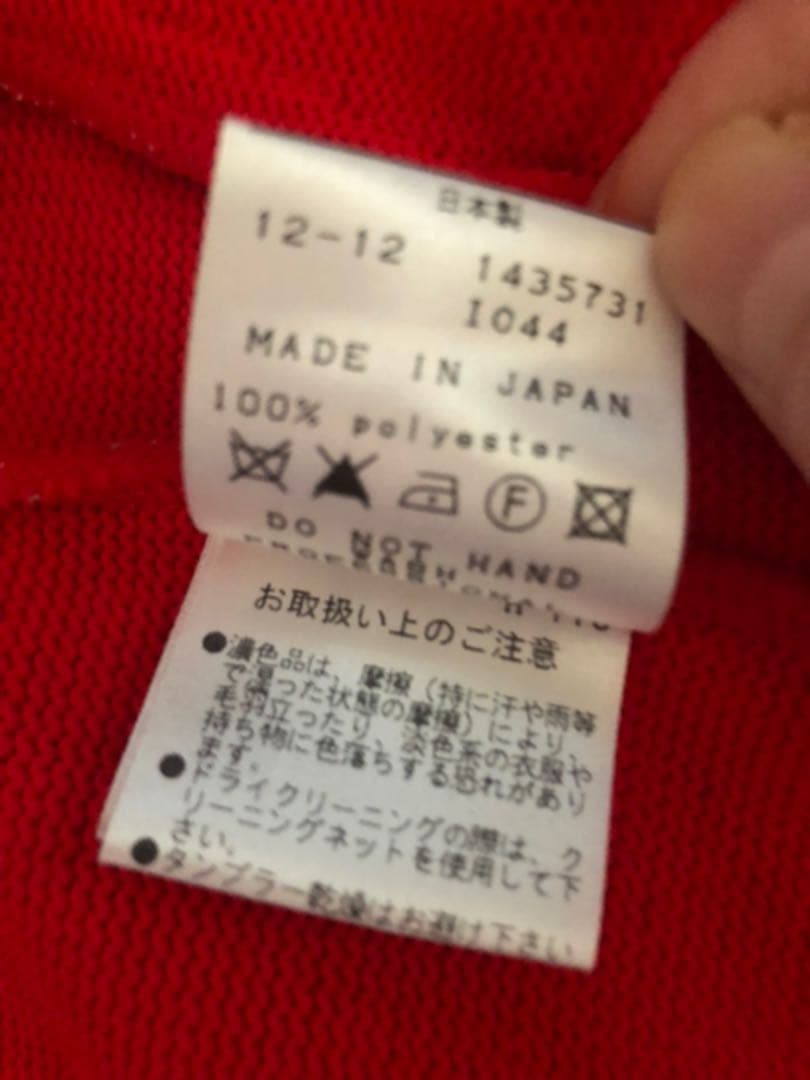 日本製
12-12 1435731
I044
MADE IN JAPAN
100% polyester
F
DO NOT HAND
お取扱い上のご注意
●濃色品は、摩擦（特に汗や雨等
で湿った状態の摩擦）により、
毛羽立ったり、淡色系の衣服や
持ち物に色落ちする恐れがあり
ます。
●ドライクリーニングの際は、ク
リーニングネットを使用して下
さい。
●タンブラー乾燥はお避け下さい